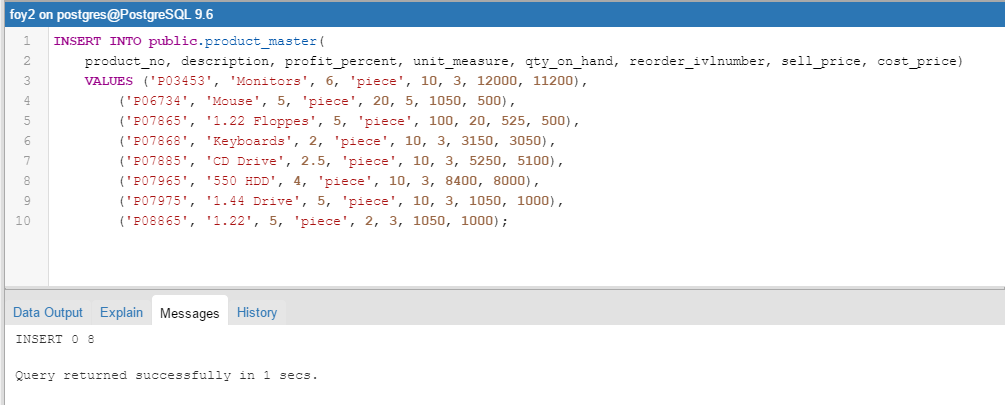 foy2 on postgres@PostgreSQL 9.6
1 INSERT INTO public.product_master(
2 product_no, description, profit_percent, unit_measure, qty_on_hand, reorder_ivlnumber, sell_price, cost_price)
3 VALUES ('P03453', 'Monitors', 6, 'piece', 10, 3, 12000, 11200),
4 ('P06734', 'Mouse', 5, 'piece', 20, 5, 1050, 500),
5 ('P07865', '1.22 Floppes', 5, 'piece', 100, 20, 525, 500),
6 ('P07868', 'Keyboards', 2, 'piece', 10, 3, 3150, 3050),
7 ('P07885', 'CD Drive', 2.5, 'piece', 10, 3, 5250, 5100),
8 ('P07965', '550 HDD', 4, 'piece', 10, 3, 8400, 8000),
9 ('P07975', '1.44 Drive', 5, 'piece', 10, 3, 1050, 1000),
10 ('P08865', '1.22', 5, 'piece', 2, 3, 1050, 1000);
Data Output Explain Messages History
INSERT 0 8
Query returned successfully in 1 secs.